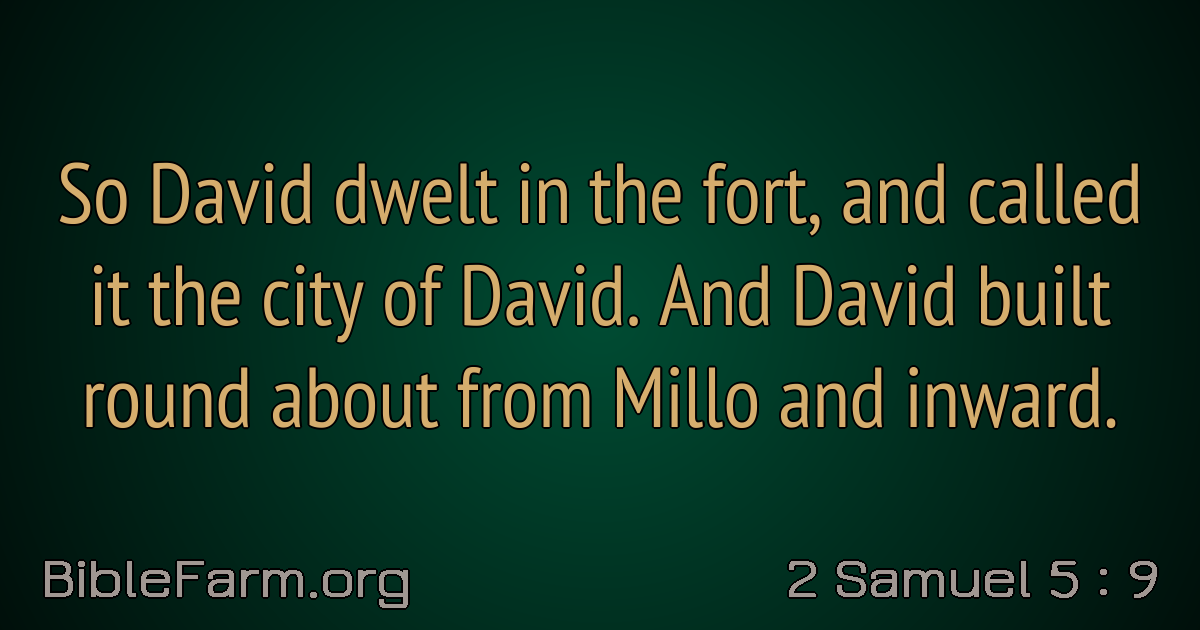 So David dwelt in the fort, and called
it the city of David. And David built
round about from Millo and inward.
BibleFarm.org
2 Samuel 5 : 9